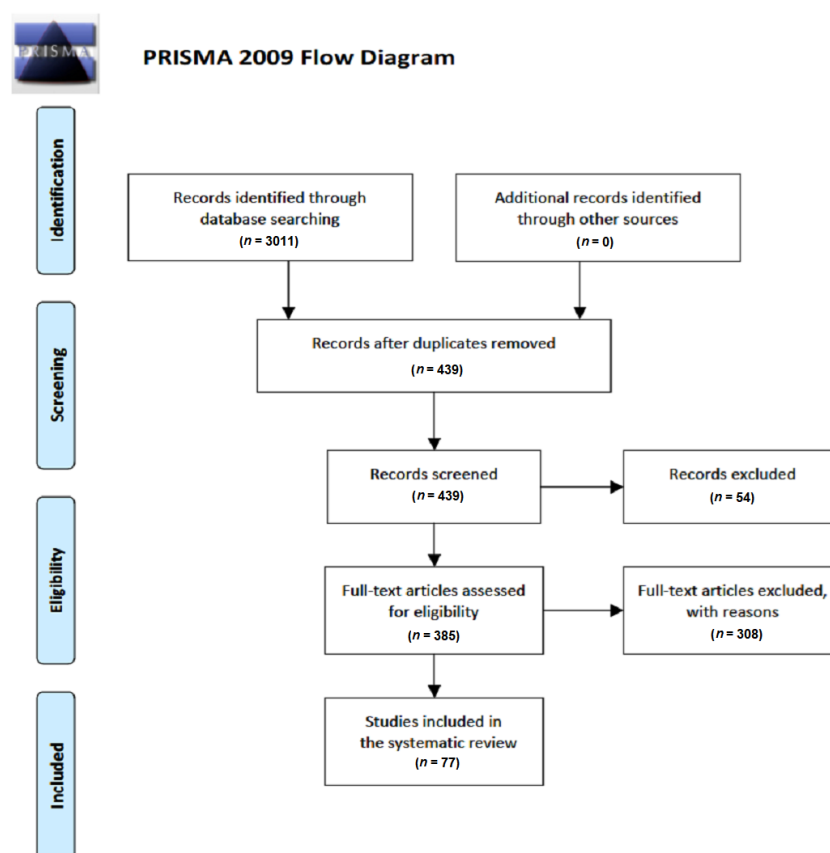 PRISMA
PRISMA 2009 Flow Diagram
Identification
Records identified through
database searching
(n = 3011)
Additional records identified
through other sources
(n = 0)
Screening
Records after duplicates removed
(n = 439)
Records screened
(n = 439)
Records excluded
(n = 54)
Eligibility
Full-text articles assessed
for eligibility
(n = 385)
Full-text articles excluded,
with reasons
(n = 308)
Included
Studies included in
the systematic review
(n = 77)